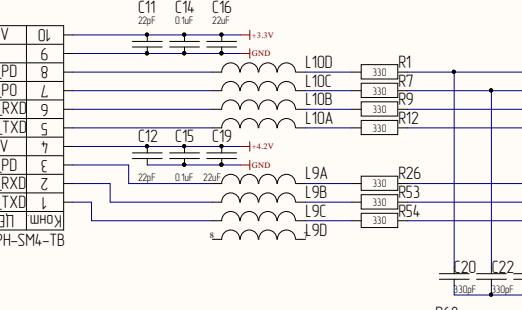 C11 C14 C16
22pF 0.1uF 22uF
+3.3V
GND
V 10
9
PD 8
PO 7
RXD 6
TXD 5
V 4
PD 3
RXD 2
TXD 1
ЦЕ Конт
PH-SM4-TB
L10D 330 R1
L10C 330 R7
L10B 330 R9
L10A 330 R12
C12 C15 C19
+4.2V
GND
22pF 0.1uF 22uF
L9A 330 R26
L9B 330 R53
L9C 330 R54
8 L9D
C20 C22
330pF 330pF